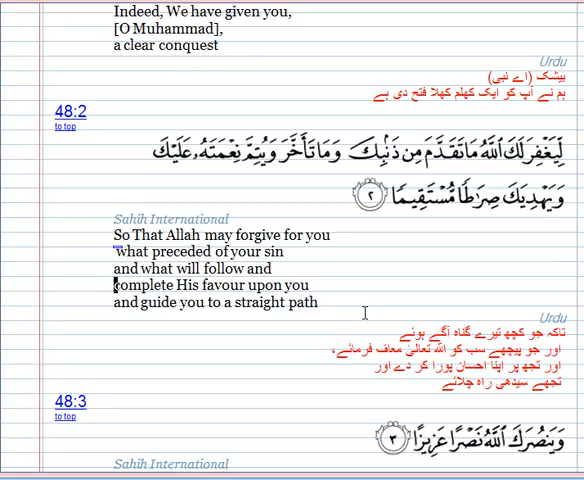 Indeed, We have given you,
[O Muhammad],
a clear conquest
Urdu
بیشک (اے نبی)
ہم نے آپ کو ایک کھلم کھلا فتح دی ہے
48:2
to top
لِّيَغْفِرَ لَكَ ٱللَّهُ مَا تَقَدَّمَ مِن ذَنۢبِكَ وَمَا تَأَخَّرَ وَيُتِمَّ نِعْمَتَهُۥ عَلَيْكَ
وَيَهْدِيَكَ صِرَٰطًا مُّسْتَقِيمًا ٢
Sahih International
So That Allah may forgive for you
what preceded of your sin
and what will follow and
complete His favour upon you
and guide you to a straight path
Urdu
تاکہ جو کچھ تیرے گناہ آگے ہوئے
اور جو پیچھے سب کو اللہ تعالیٰ معاف فرمائے،
اور تجھ پر اپنا احسان پورا کر دے اور
تجھے سیدھی راہ چلائے
48:3
to top
وَيَنصُرَكَ ٱللَّهُ نَصْرًا عَزِيزًا ٣
Sahih International